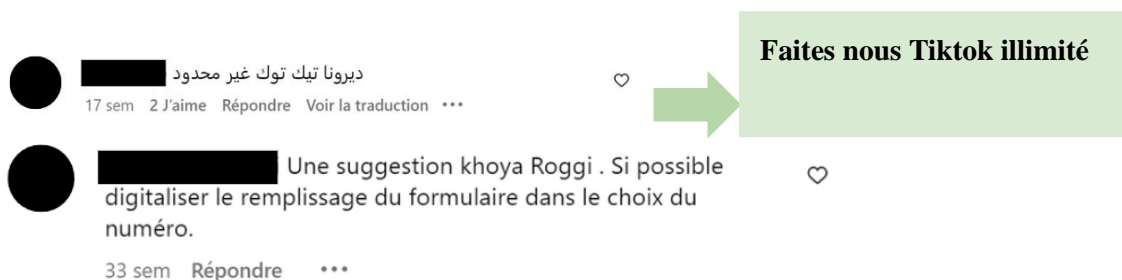 Faites nous Tiktok illimité
ديرونا تيك توك غير محدود
17 sem 2 J'aime Répondre Voir la traduction •••
Une suggestion khoya Roggi . Si possible
digitaliser le remplissage du formulaire dans le choix du
numéro.
33 sem Répondre •••